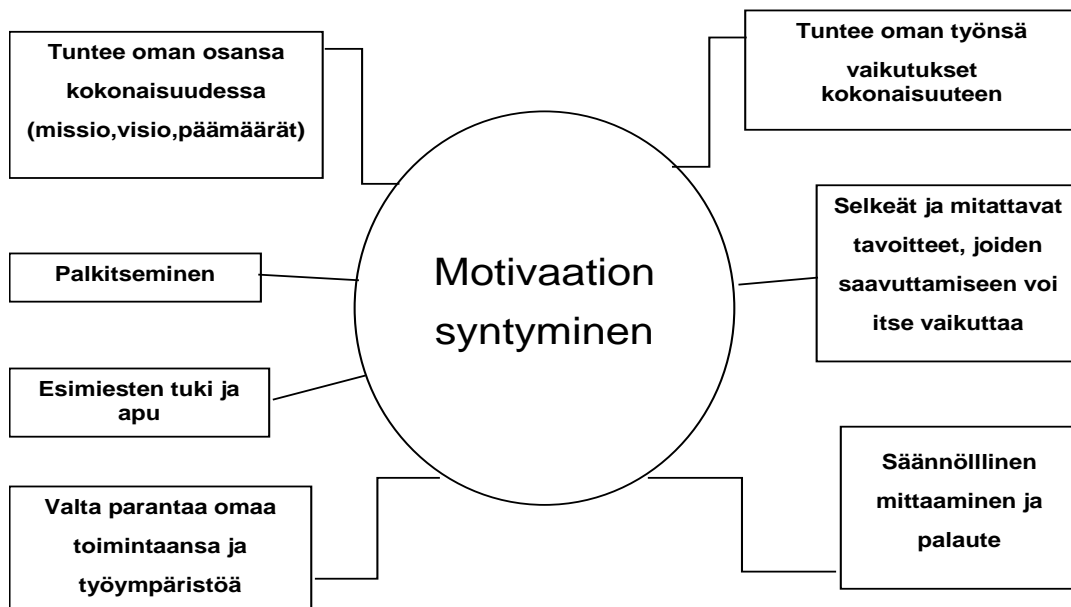 Tuntee oman osansa
kokonaisuudessa
(missio,visio,päämäärät)
Palkitseminen
Esimiesten tuki ja
apu
Valta parantaa omaa
toimintaansa ja
työympäristöä
Motivaation
syntyminen
Tuntee oman työnsä
vaikutukset
kokonaisuuteen
Selkeät ja mitattavat
tavoitteet, joiden
saavuttamiseen voi
itse vaikuttaa
Säännölllinen
mittaaminen ja
palaute